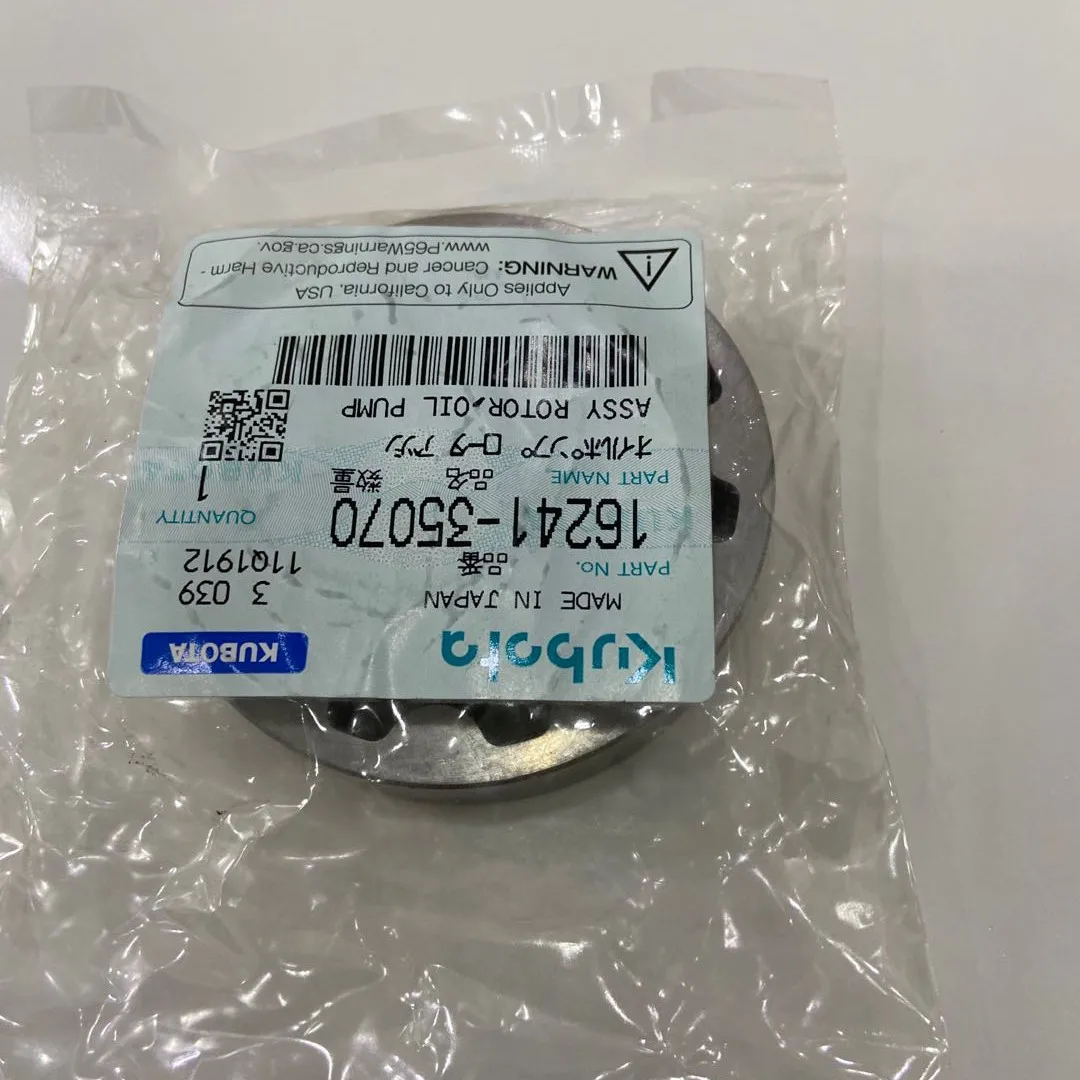 Kubota KUBOTA
MADE IN JAPAN 3 039
PART No. 品番 11Q1912
16241-35070 QUANTITY
PART NAME 品名 数量 1
オイルポンプ ロータ アッシ
ASSY ROTOR,OIL PUMP
Applies Only to California, USA
WARNING: Cancer and Reproductive Harm -
www.P65Warnings.ca.gov.